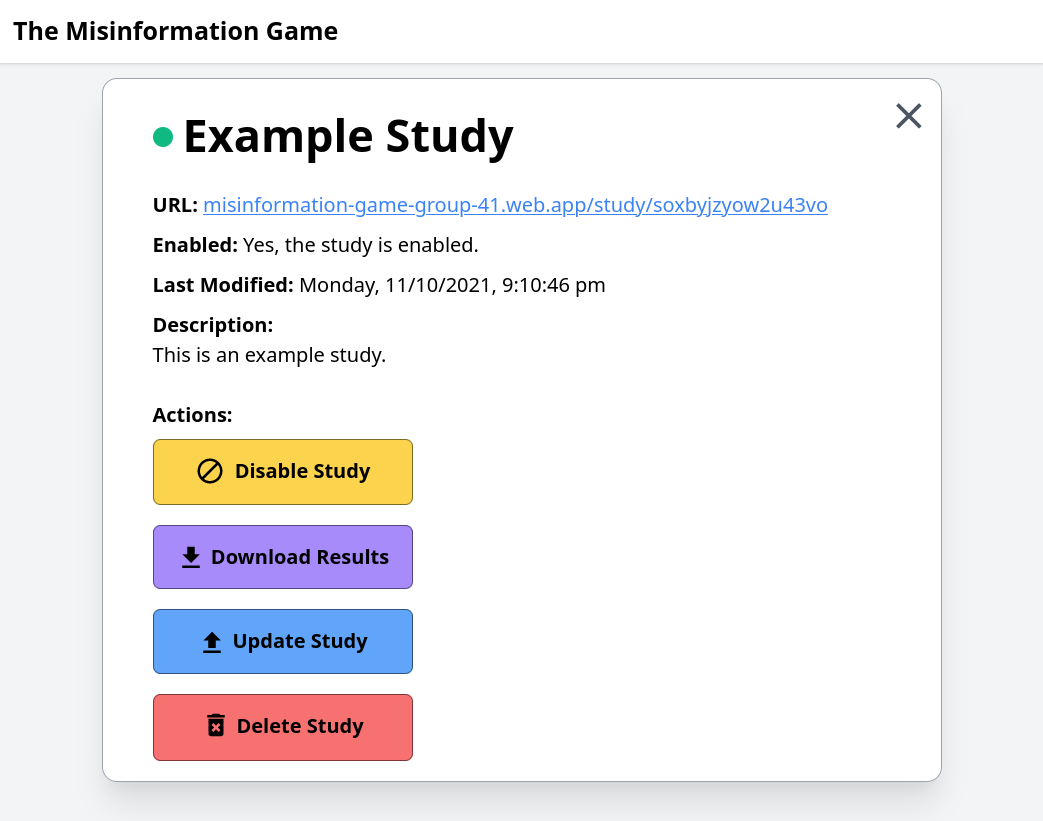 The Misinformation Game
Example Study
URL: misinformation-game-group-41.web.app/study/soxbyjzyow2u43vo
Enabled: Yes, the study is enabled.
Last Modified: Monday, 11/10/2021, 9:10:46 pm
Description:
This is an example study.
Actions:
Disable Study
Download Results
Update Study
Delete Study